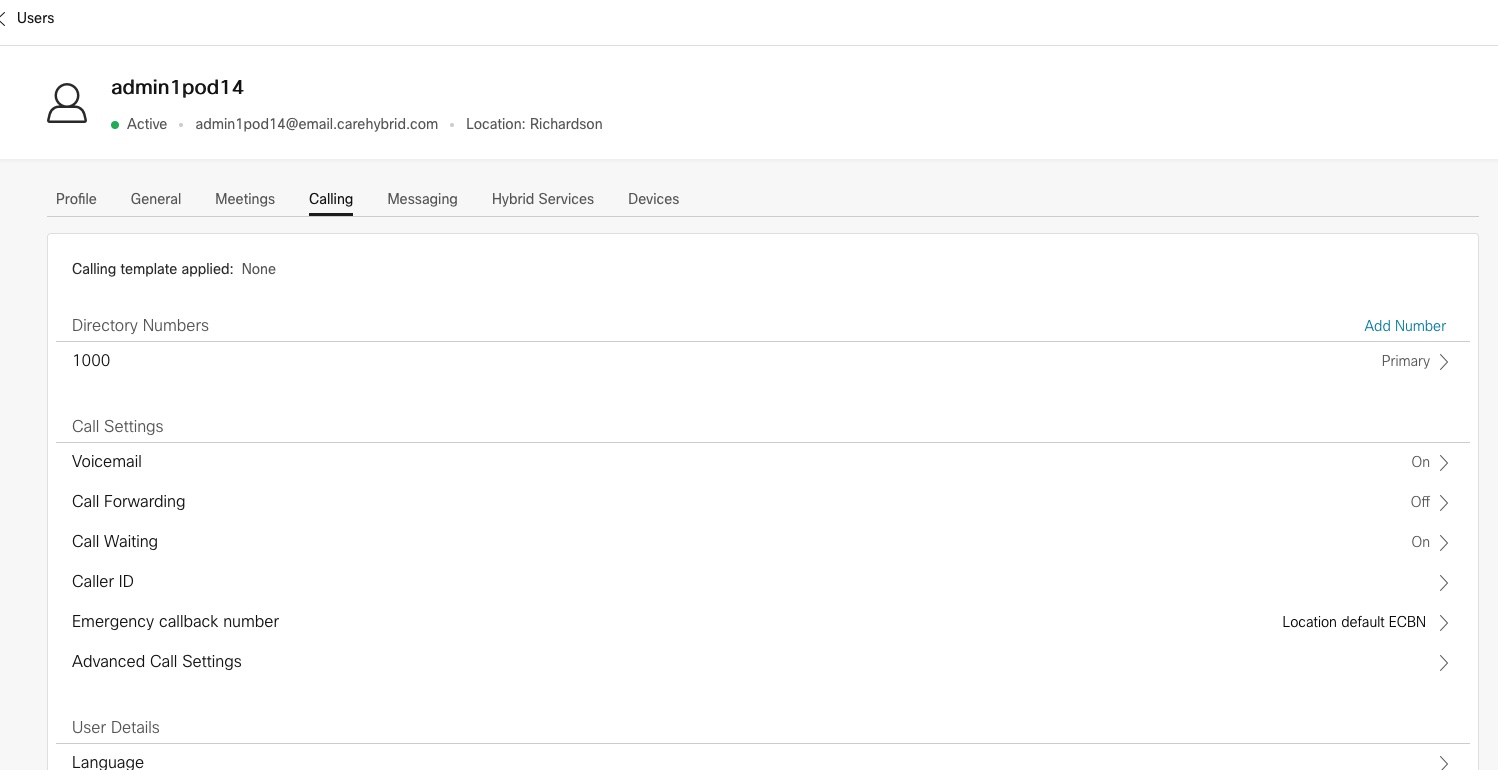 Users
admin1pod14
Active • admin1pod14@email.carehybrid.com • Location: Richardson
Profile General Meetings Calling Messaging Hybrid Services Devices
Calling template applied: None
Directory Numbers Add Number
1000 Primary
Call Settings
Voicemail On
Call Forwarding Off
Call Waiting On
Caller ID
Emergency callback number Location default ECBN
Advanced Call Settings
User Details
Language